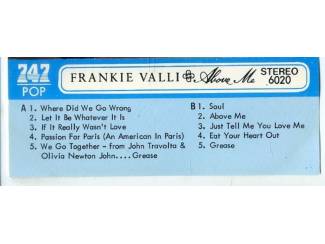 747 POP
FRANKIE VALLI Above Me
STEREO 6020
A 1. Where Did We Go Wrong
2. Let It Be Whatever It Is
3. If It Really Wasn't Love
4. Passion For Paris (An American In Paris)
5. We Go Together - from John Travolta &
Olivia Newton John.... Grease
B 1. Soul
2. Above Me
3. Just Tell Me You Love Me
4. Eat Your Heart Out
5. Grease